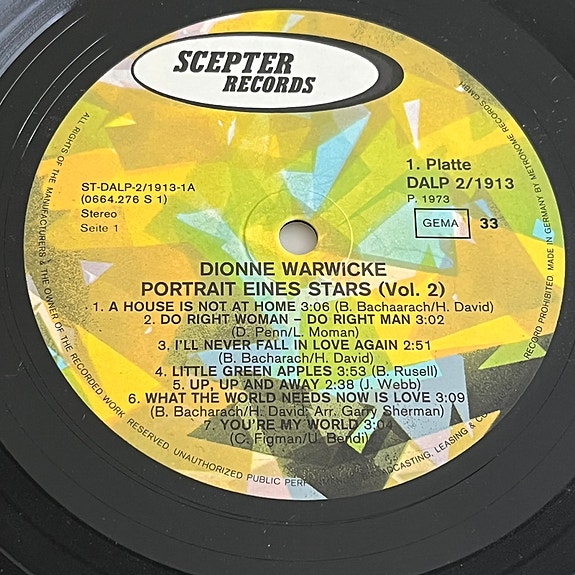 SCEPTER
RECORDS
1. Platte
ST-DALP-2/1913-1A
DALP 2/1913
(0664.276 S 1)
P. 1973
Stereo
GEMA 33
Seite 1
DIONNE WARWICKE
PORTRAIT EINES STARS (Vol. 2)
1. A HOUSE IS NOT AT HOME 3:06 (B. Bachaarach/H. David)
2. DO RIGHT WOMAN – DO RIGHT MAN 3:02
(D. Penn/L. Moman)
3. I'LL NEVER FALL IN LOVE AGAIN 2:51
(B. Bacharach/H. David)
4. LITTLE GREEN APPLES 3:53 (B. Rusell)
5. UP, UP AND AWAY 2:38 (J. Webb)
6. WHAT THE WORLD NEEDS NOW IS LOVE 3:09
(B. Bacharach/H. David; Arr. Garry Sherman)
7. YOU'RE MY WORLD 3:04
(C. Figman/U. Bendi)
ALL RIGHTS OF THE MANUFACTURERS & THE OWNER OF THE RECORDED WORK RESERVED. UNAUTHORIZED PUBLIC BROADCASTING, LEASING & RECORD PROHIBITED. MADE IN GERMANY BY METRONOME RECORDS GMBH